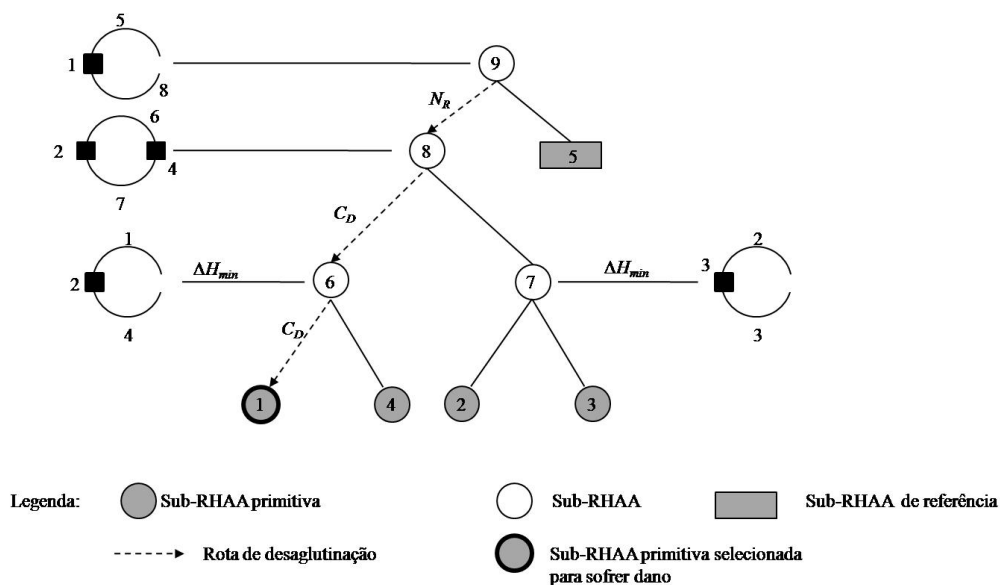 5
1
8
9
N_R
6
2
4
7
8
5
C_D
1
2
4
ΔH_min
6
7
ΔH_min
2
3
3
C_D
1
4
2
3
Legenda:
Sub-RHAA primitiva
Sub-RHAA
Sub-RHAA de referência
Rota de desaglutinação
Sub-RHAA primitiva selecionada
para sofrer dano